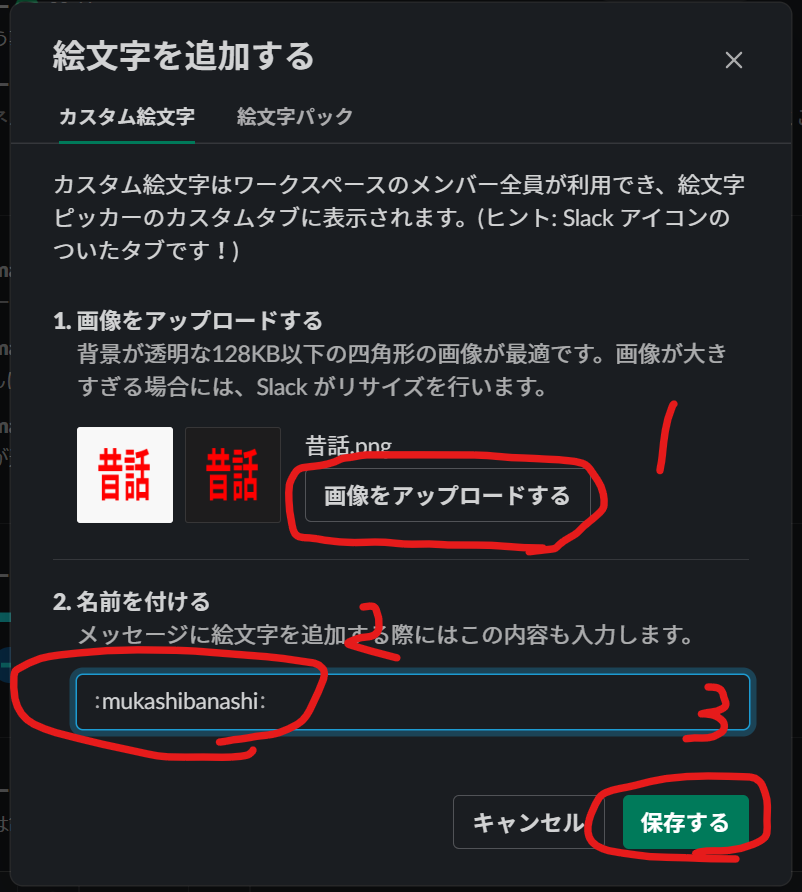 絵文字を追加する
カスタム絵文字 絵文字パック
カスタム絵文字はワークスペースのメンバー全員が利用でき、絵文字
ピッカーのカスタムタブに表示されます。(ヒント: Slack アイコンの
ついたタブです！)
1. 画像をアップロードする
背景が透明な128KB以下の四角形の画像が最適です。画像が大き
すぎる場合には、Slack がリサイズを行います。
1
昔話 昔話 昔話.png
画像をアップロードする
2. 名前を付ける
2
メッセージに絵文字を追加する際にはこの内容も入力します。
:mukashibanashi:
3
キャンセル 保存する